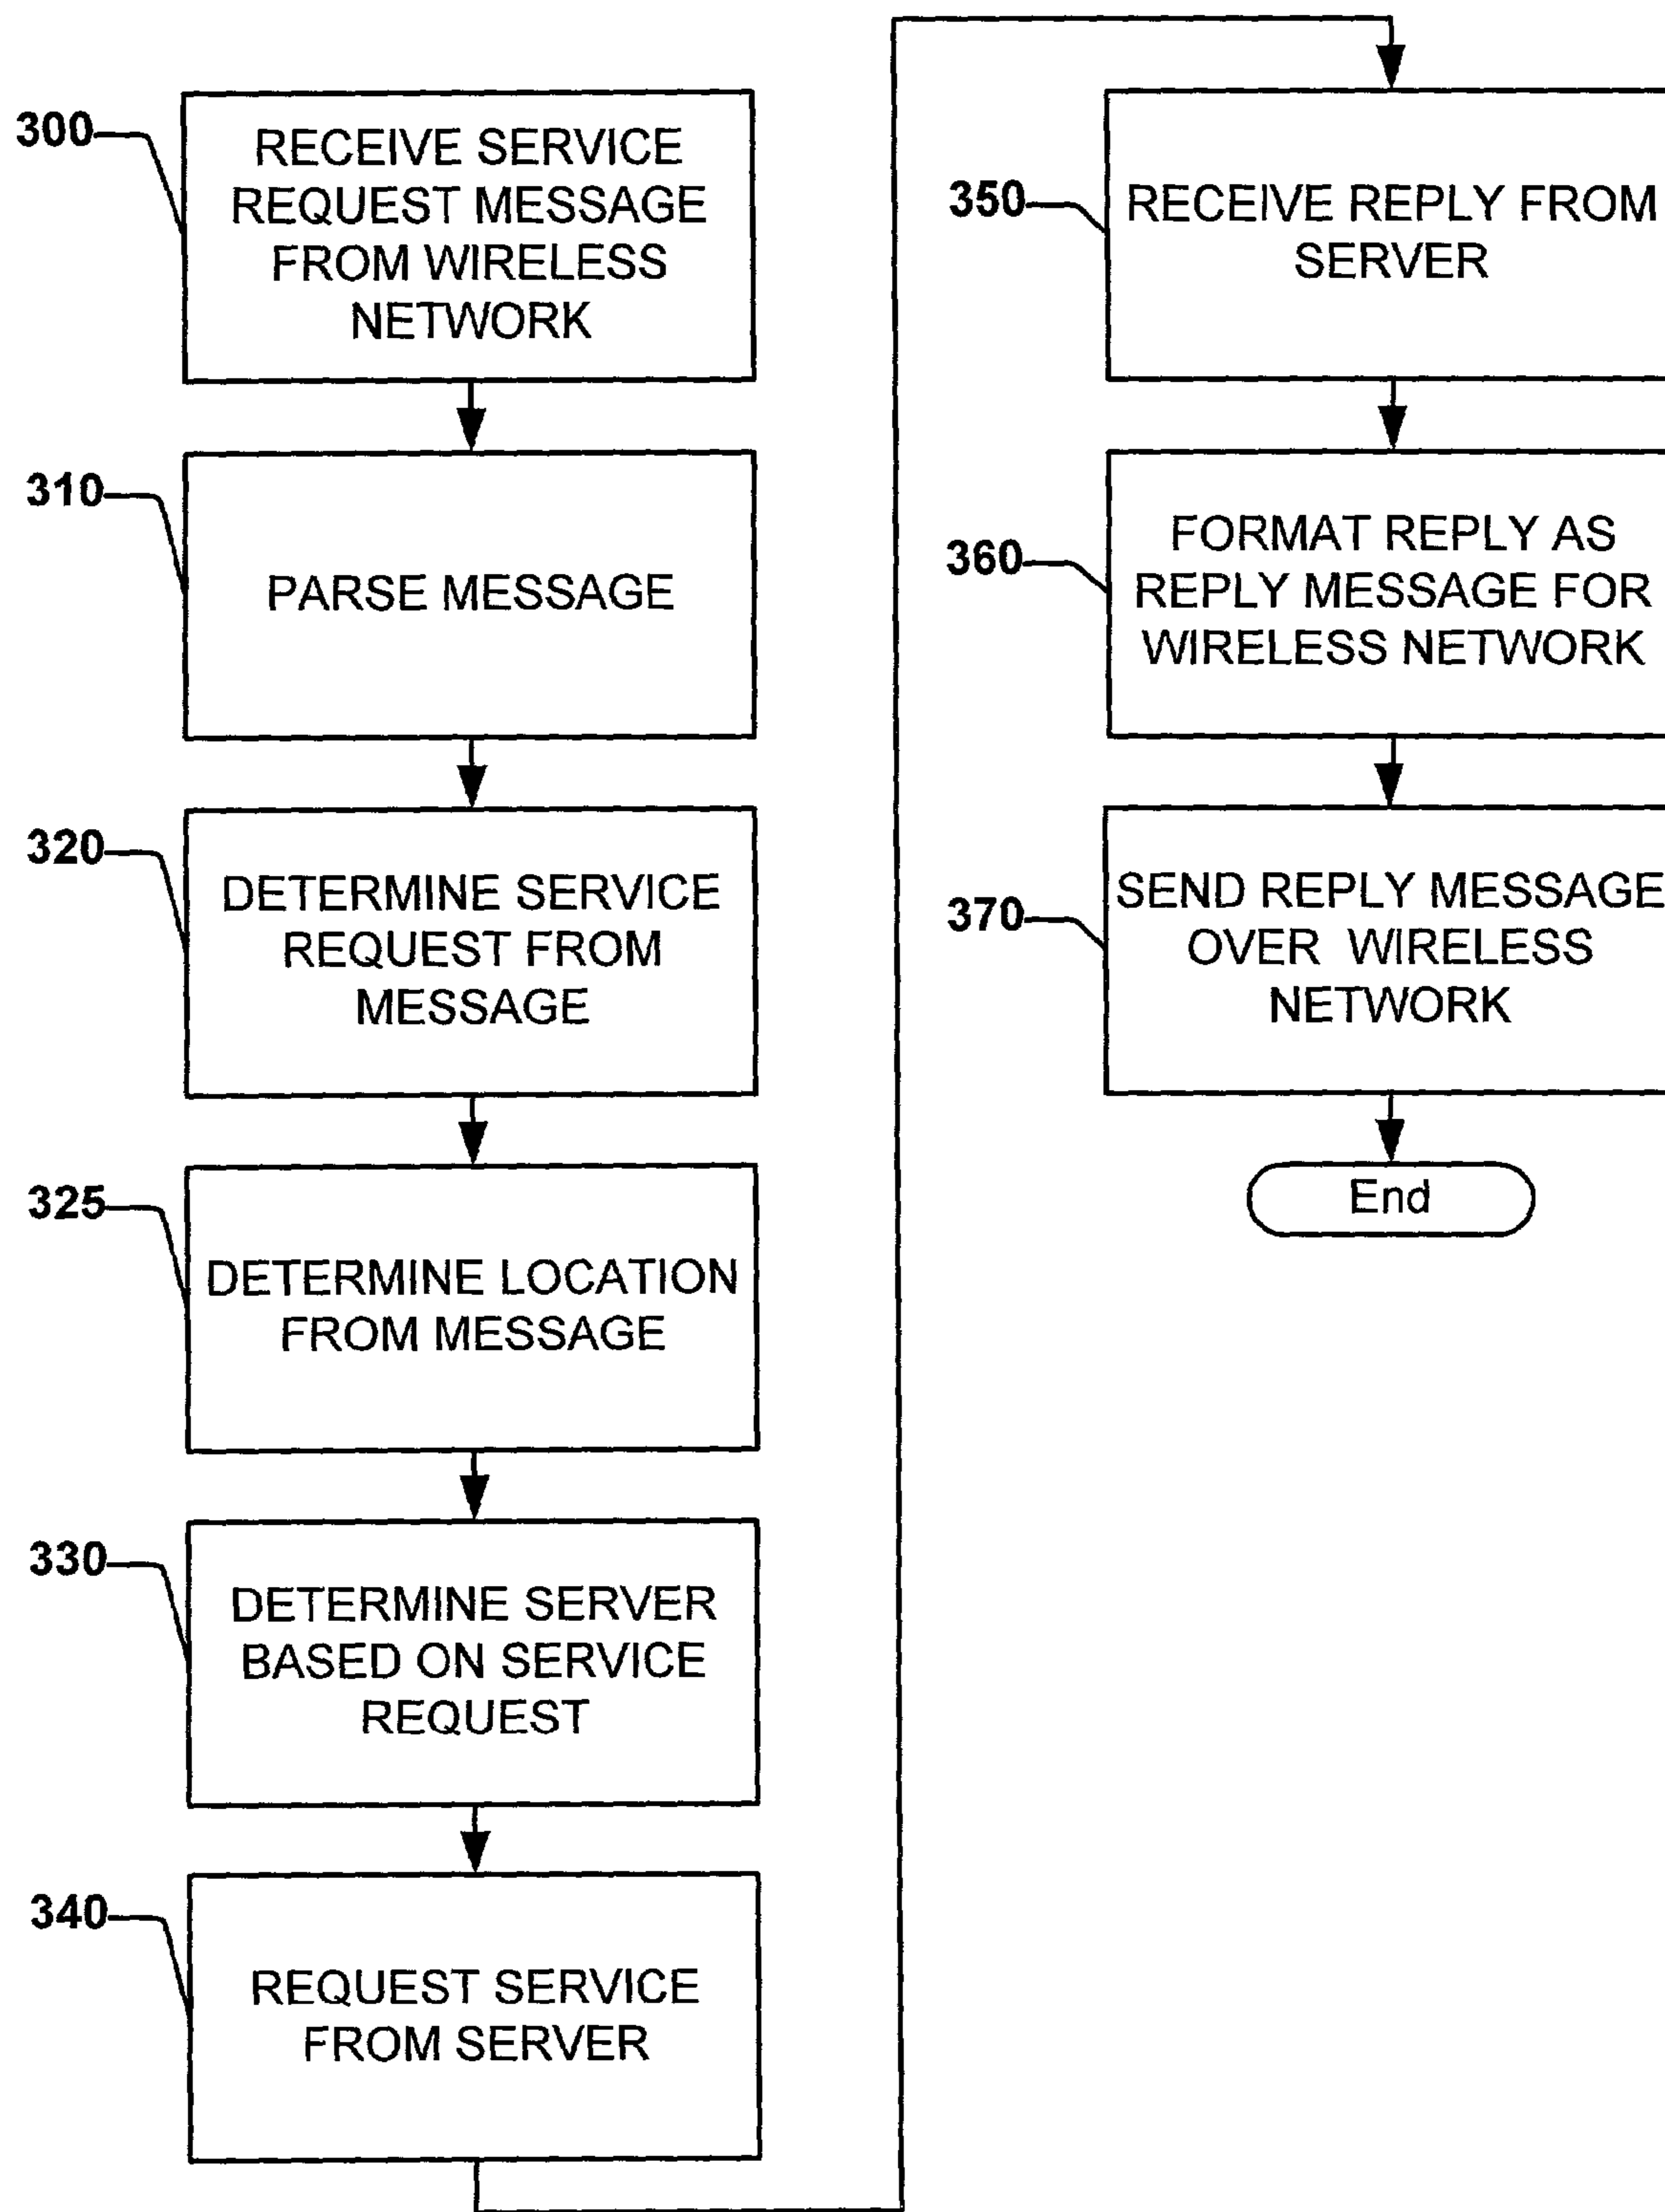 300
RECEIVE SERVICE
REQUEST MESSAGE
FROM WIRELESS
NETWORK
310
PARSE MESSAGE
320
DETERMINE SERVICE
REQUEST FROM
MESSAGE
325
DETERMINE LOCATION
FROM MESSAGE
330
DETERMINE SERVER
BASED ON SERVICE
REQUEST
340
REQUEST SERVICE
FROM SERVER
350
RECEIVE REPLY FROM
SERVER
360
FORMAT REPLY AS
REPLY MESSAGE FOR
WIRELESS NETWORK
370
SEND REPLY MESSAGE
OVER WIRELESS
NETWORK
End